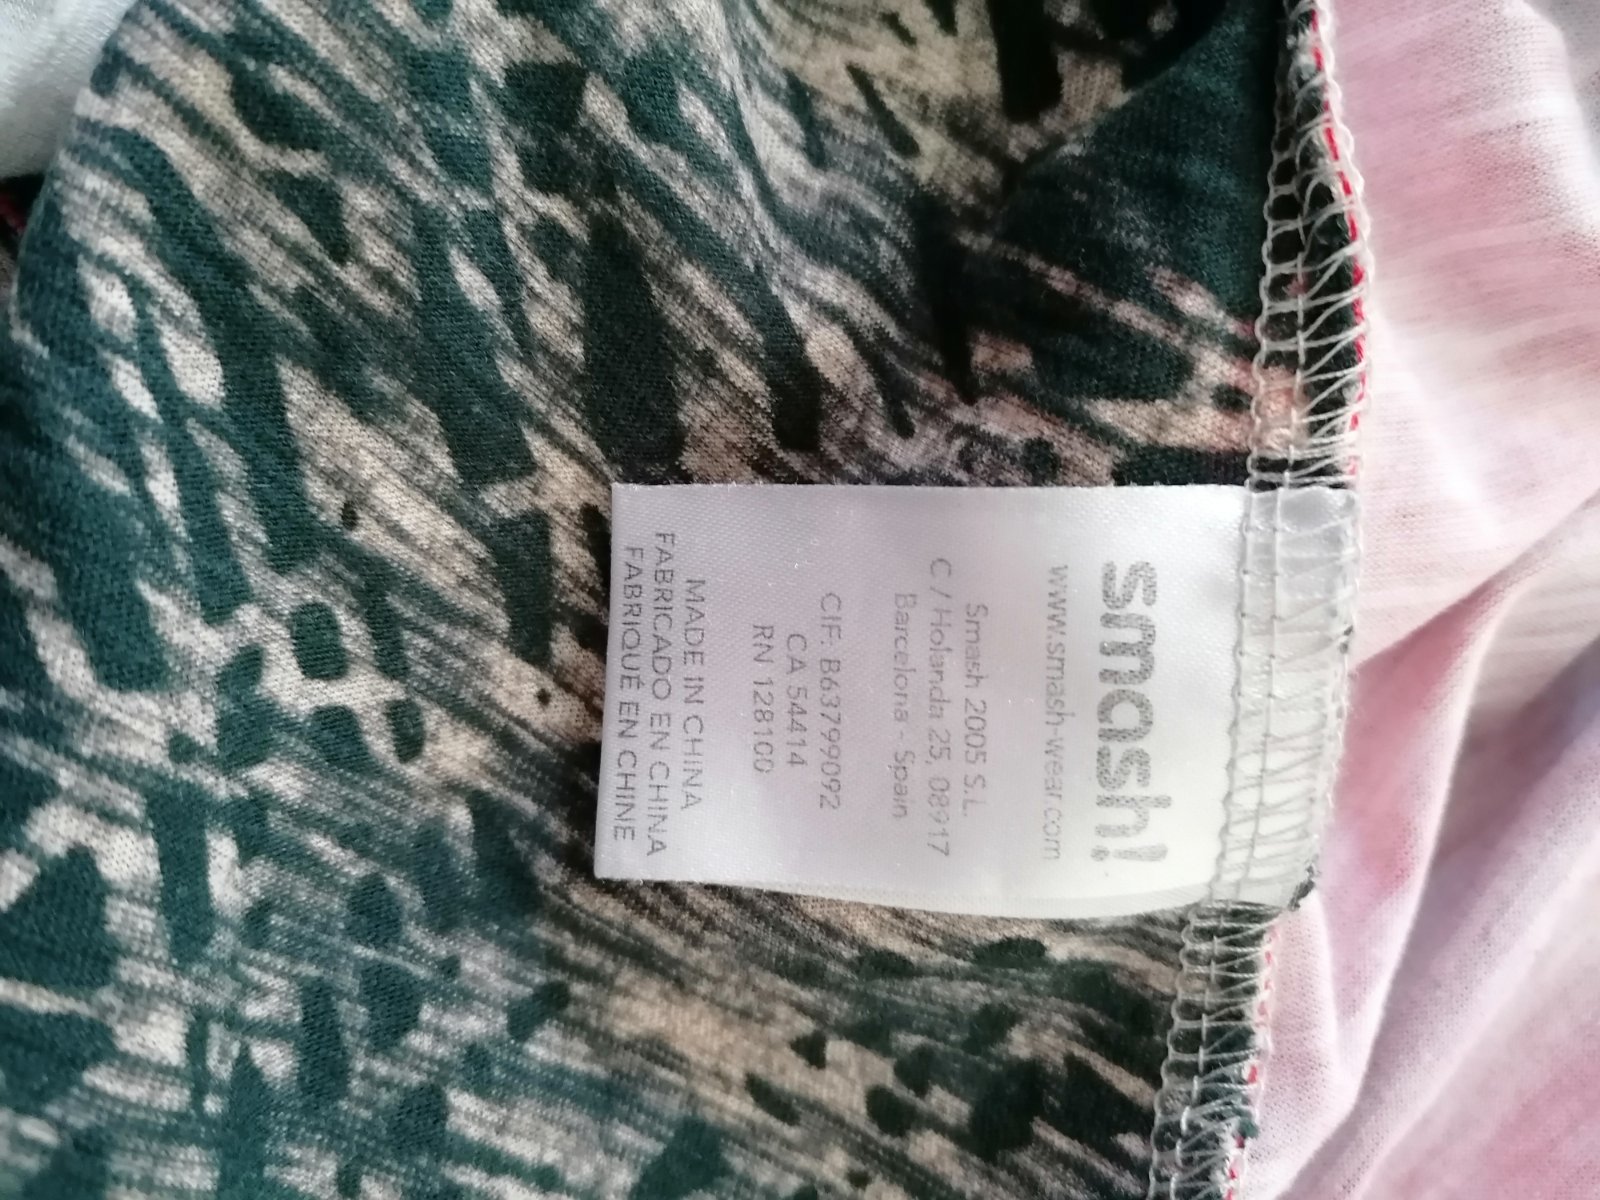 smash!
www.smash-wear.com
Smash 2005 S.L.
C / Holanda 25, 08917
Barcelona - Spain
CIF: B63799092
CA 54414
RN 128100
MADE IN CHINA
FABRICADO EN CHINA
FABRIQUÉ EN CHINE